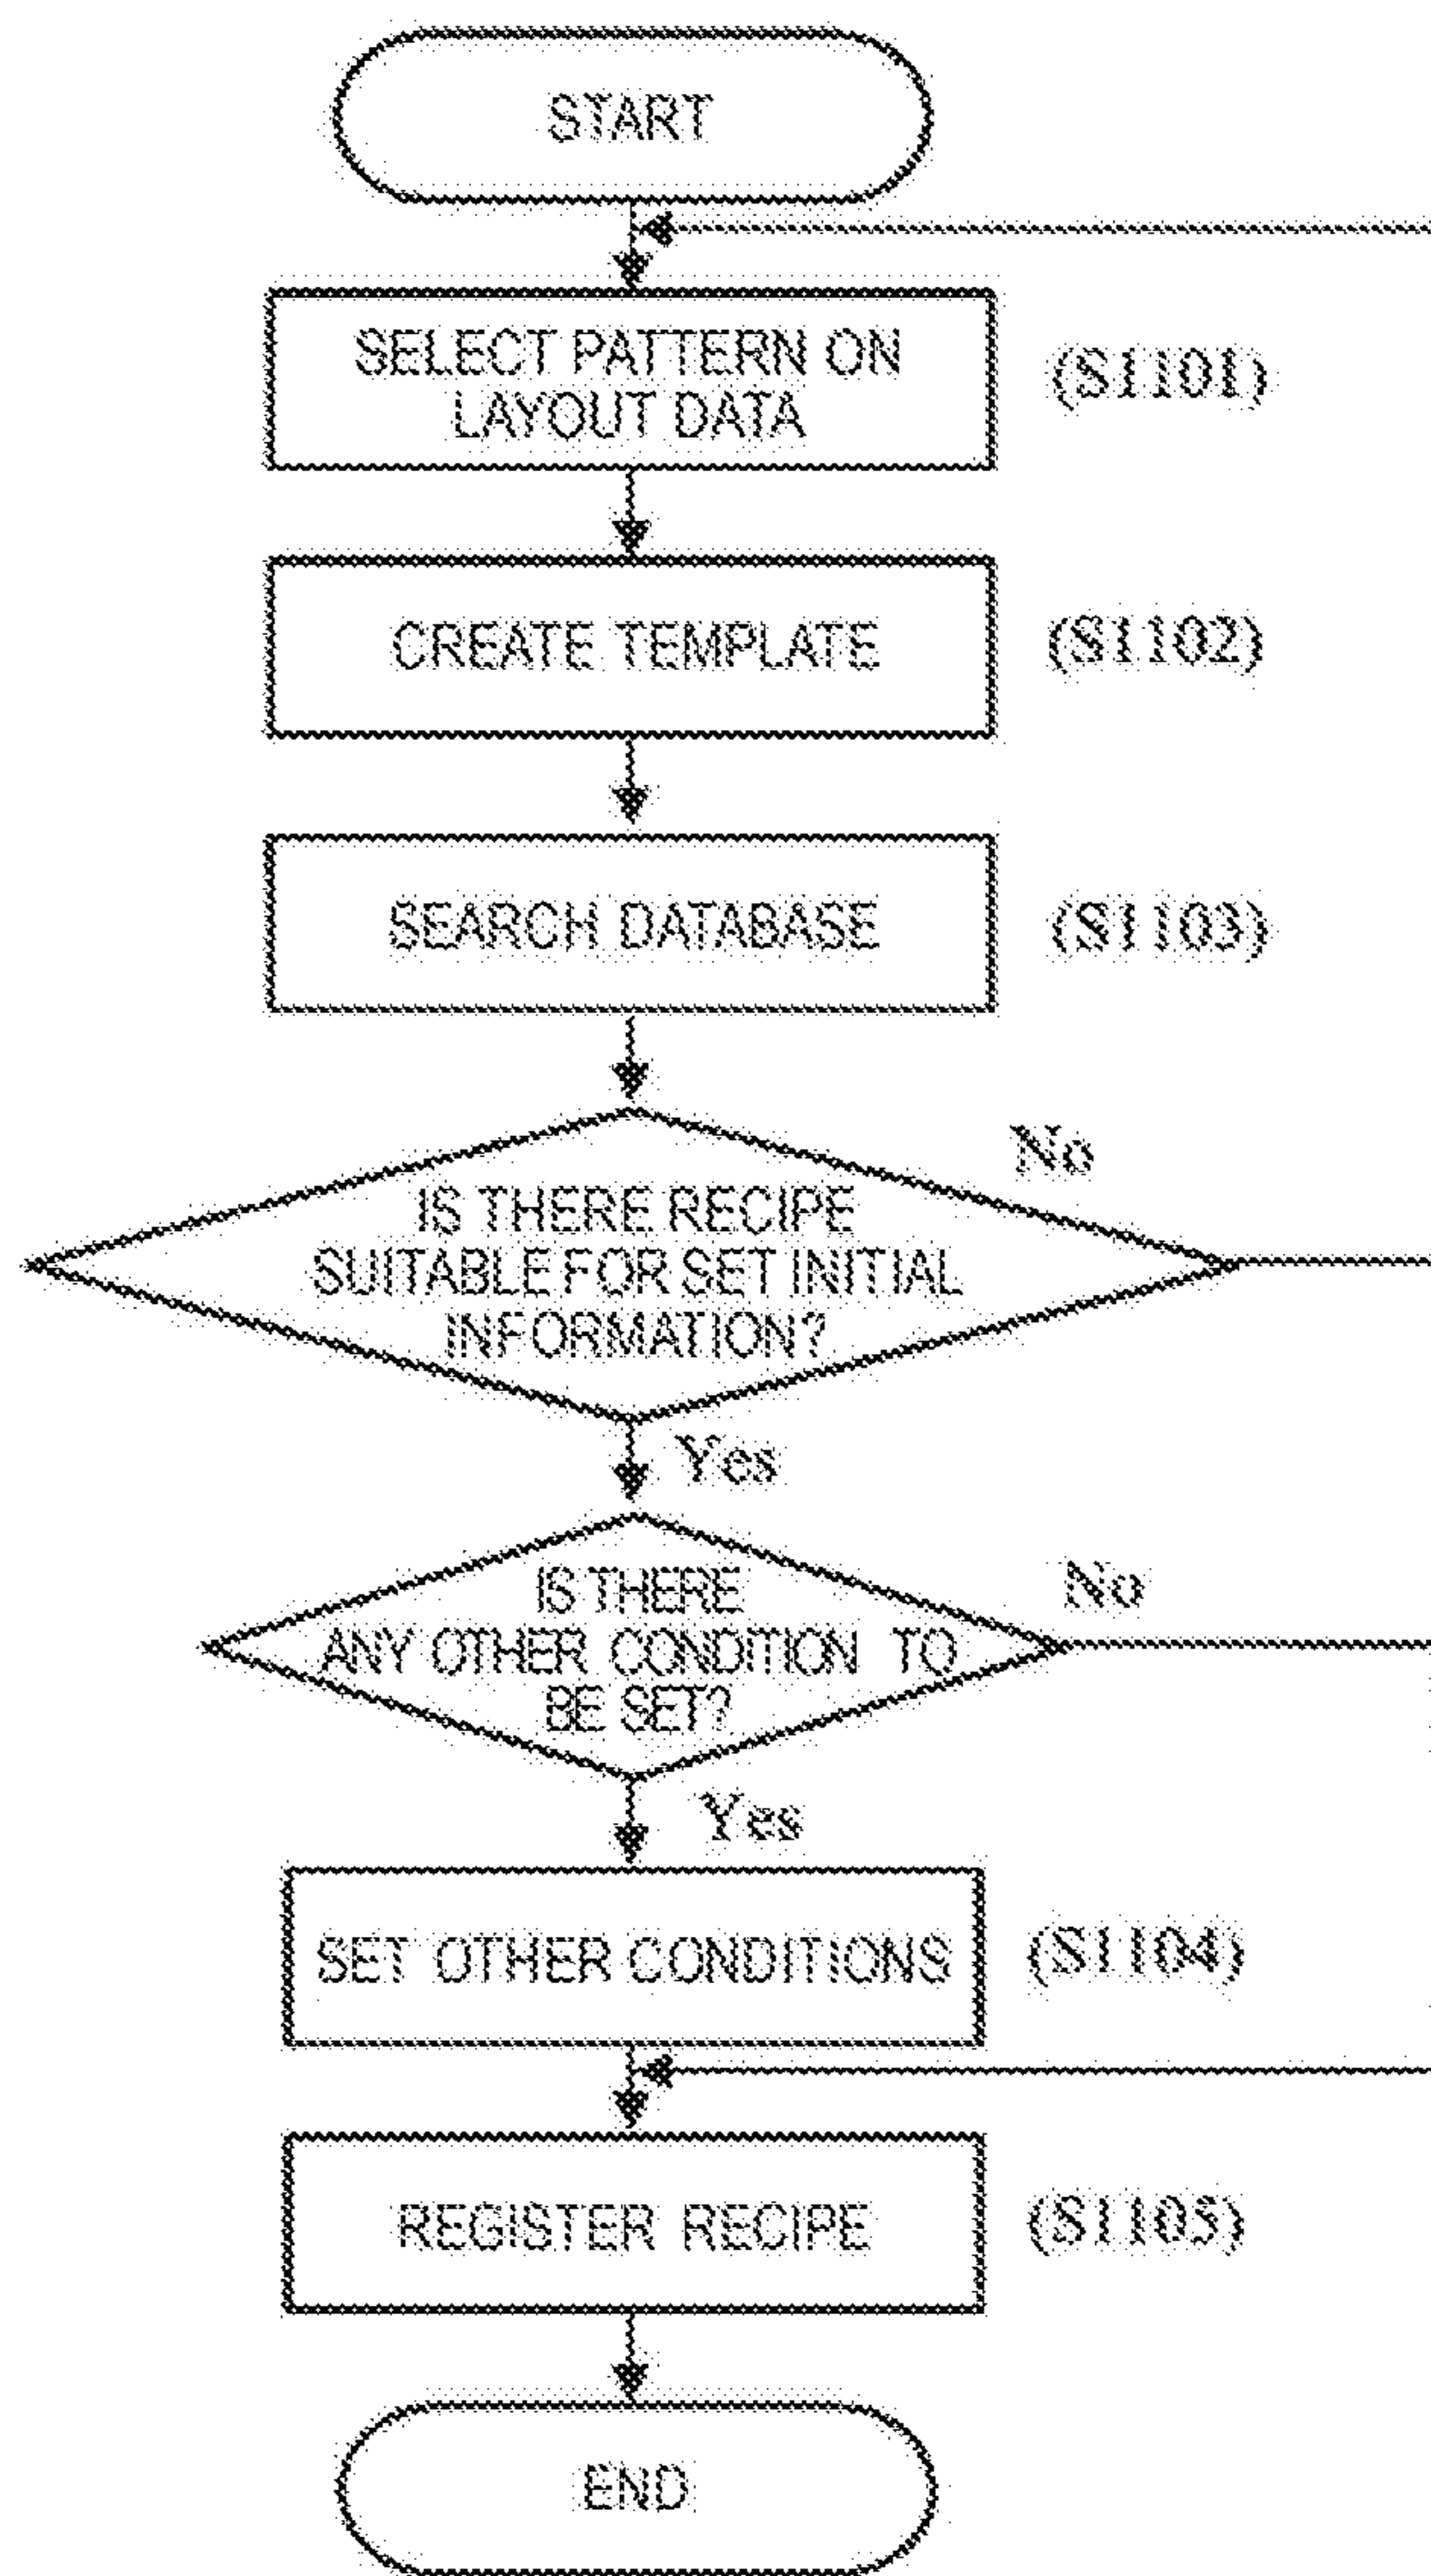 START
SELECT PATTERN ON
LAYOUT DATA
(S1101)
CREATE TEMPLATE
(S1102)
SEARCH DATABASE
(S1103)
No
IS THERE RECIPE
SUITABLE FOR SET INITIAL
INFORMATION?
Yes
No
IS THERE
ANY OTHER CONDITION TO
BE SET?
Yes
SET OTHER CONDITIONS
(S1104)
REGISTER RECIPE
(S1105)
END